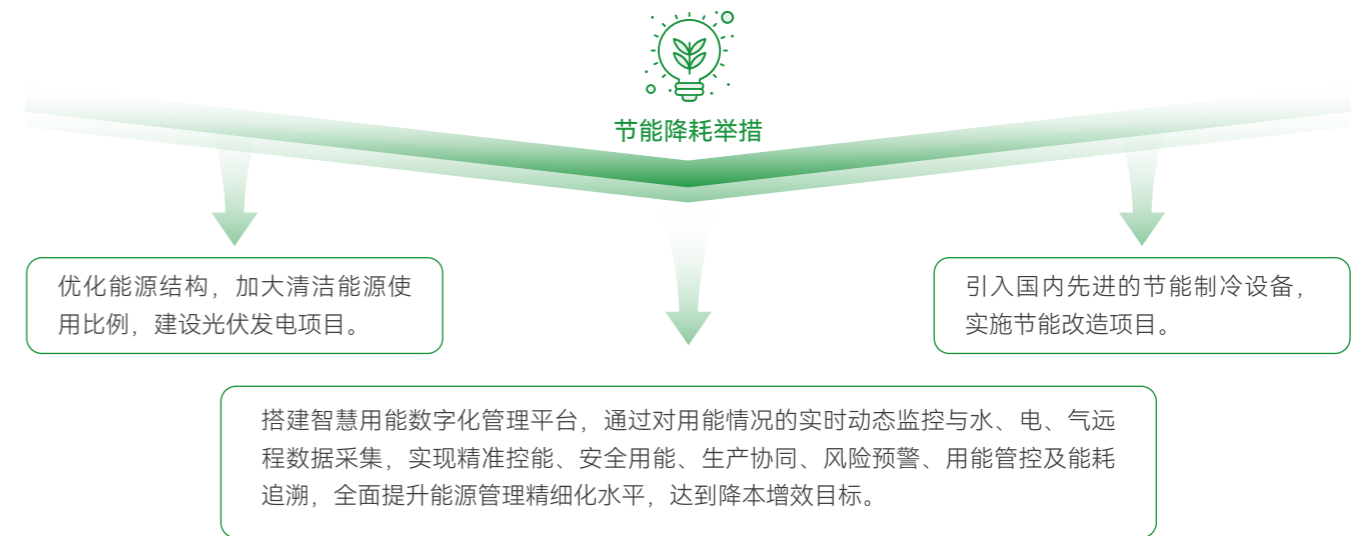 节能降耗举措
优化能源结构，加大清洁能源使
用比例，建设光伏发电项目。
引入国内先进的节能制冷设备，
实施节能改造项目。
搭建智慧用能数字化管理平台，通过对用能情况的实时动态监控与水、电、气远
程数据采集，实现精准控能、安全用能、生产协同、风险预警、用能管控及能耗
追溯，全面提升能源管理精细化水平，达到降本增效目标。